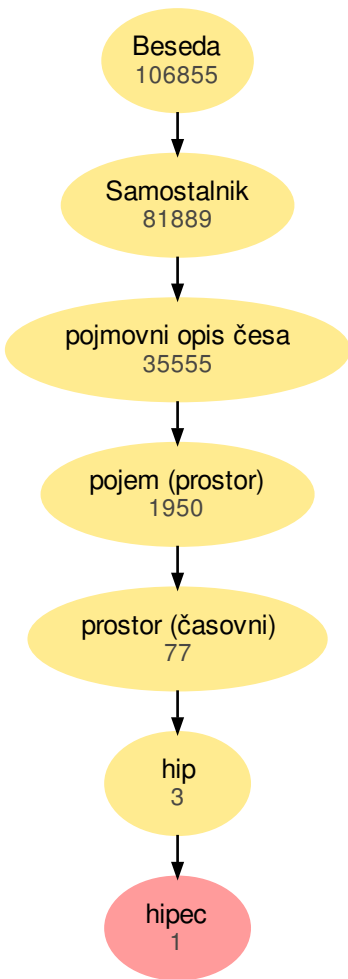 Beseda
106855
Samostalnik
81889
pojmovni opis česa
35555
pojem (prostor)
1950
prostor (časovni)
77
hip
3
hipec
1